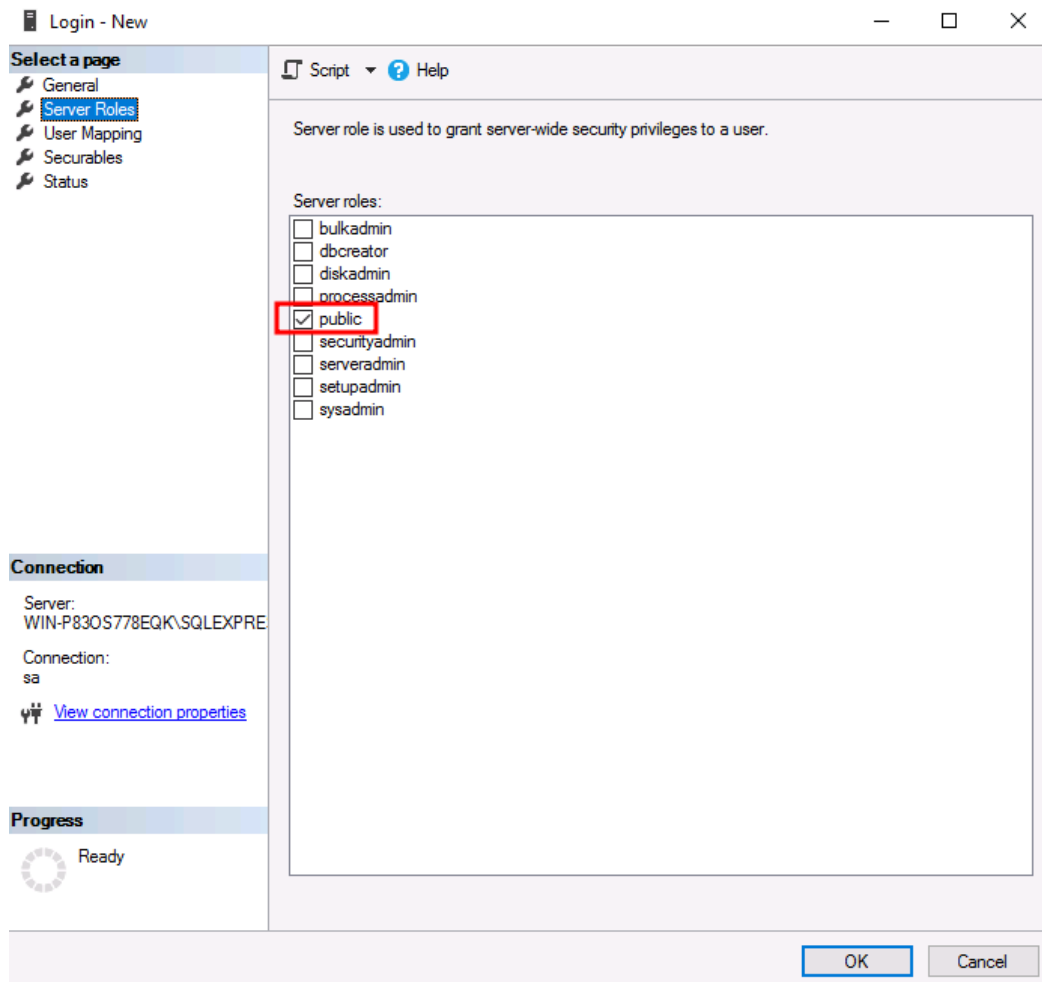 Login - New
Select a page
General
Server Roles
User Mapping
Securables
Status
Script
Help
Server role is used to grant server-wide security privileges to a user.
Server roles:
bulkadmin
dbcreator
diskadmin
processadmin
public
securityadmin
serveradmin
setupadmin
sysadmin
Connection
Server:
WIN-P83OS778EQK\SQLEXPRE
Connection:
sa
View connection properties
Progress
Ready
OK
Cancel